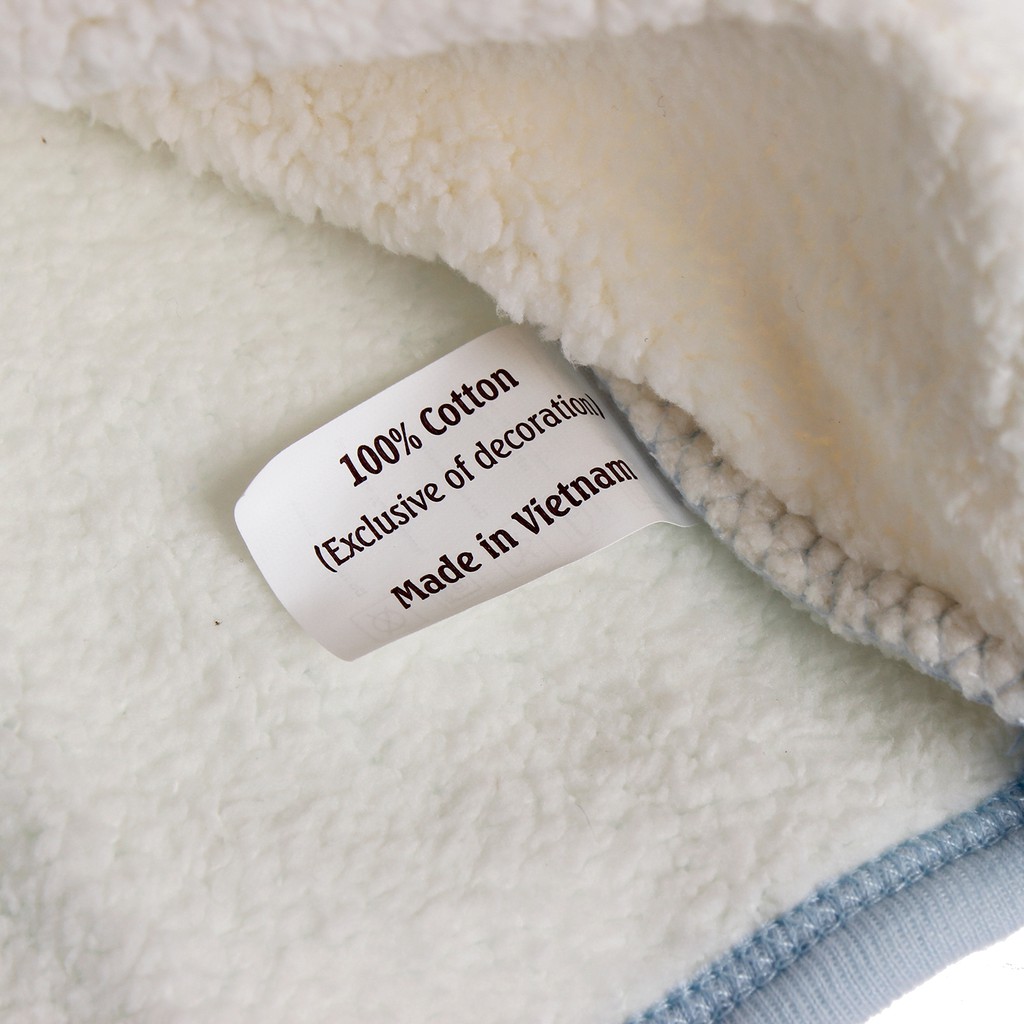 100% Cotton
(Exclusive of decoration)
Made in Vietnam